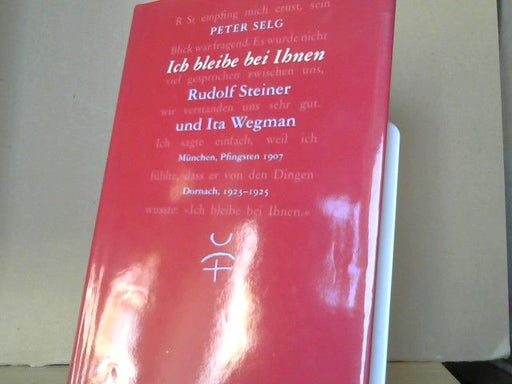 R St empfing mich ernst, sein
PETER SELG
Blick war fragend. Es wurde nicht
Ich bleibe bei Ihnen
viel gesprochen zwischen uns,
Rudolf Steiner
wir verstanden uns sehr gut.
und Ita Wegman
Ich sagte einfach, weil ich
München, Pfingsten 1907
fühlte, dass er von den Dingen
Dornach, 1923–1925
wusste: «Ich bleibe bei Ihnen.»